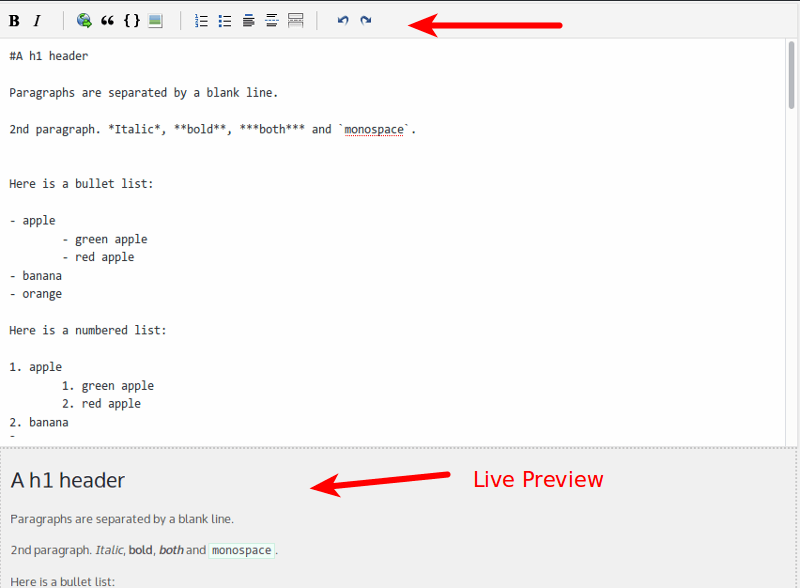 B I
#A h1 header
Paragraphs are separated by a blank line.
2nd paragraph. *Italic*, **bold**, ***both*** and `monospace`.
Here is a bullet list:
- apple
- green apple
- red apple
- banana
- orange
Here is a numbered list:
1. apple
1. green apple
2. red apple
2. banana
A h1 header
Live Preview
Paragraphs are separated by a blank line.
2nd paragraph. Italic, bold, both and monospace.
Here is a bullet list: